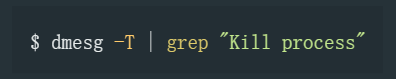 $ dmesg -T | grep "Kill process"